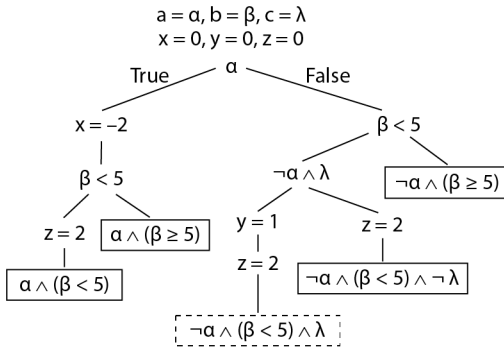 a = α, b = β, c = λ
x = 0, y = 0, z = 0
α
True
False
x = –2
β < 5
β < 5
¬α ∧ λ
¬α ∧ (β ≥ 5)
z = 2
α ∧ (β ≥ 5)
y = 1
z = 2
α ∧ (β < 5)
z = 2
¬α ∧ (β < 5) ∧ ¬ λ
¬α ∧ (β < 5) ∧ λ